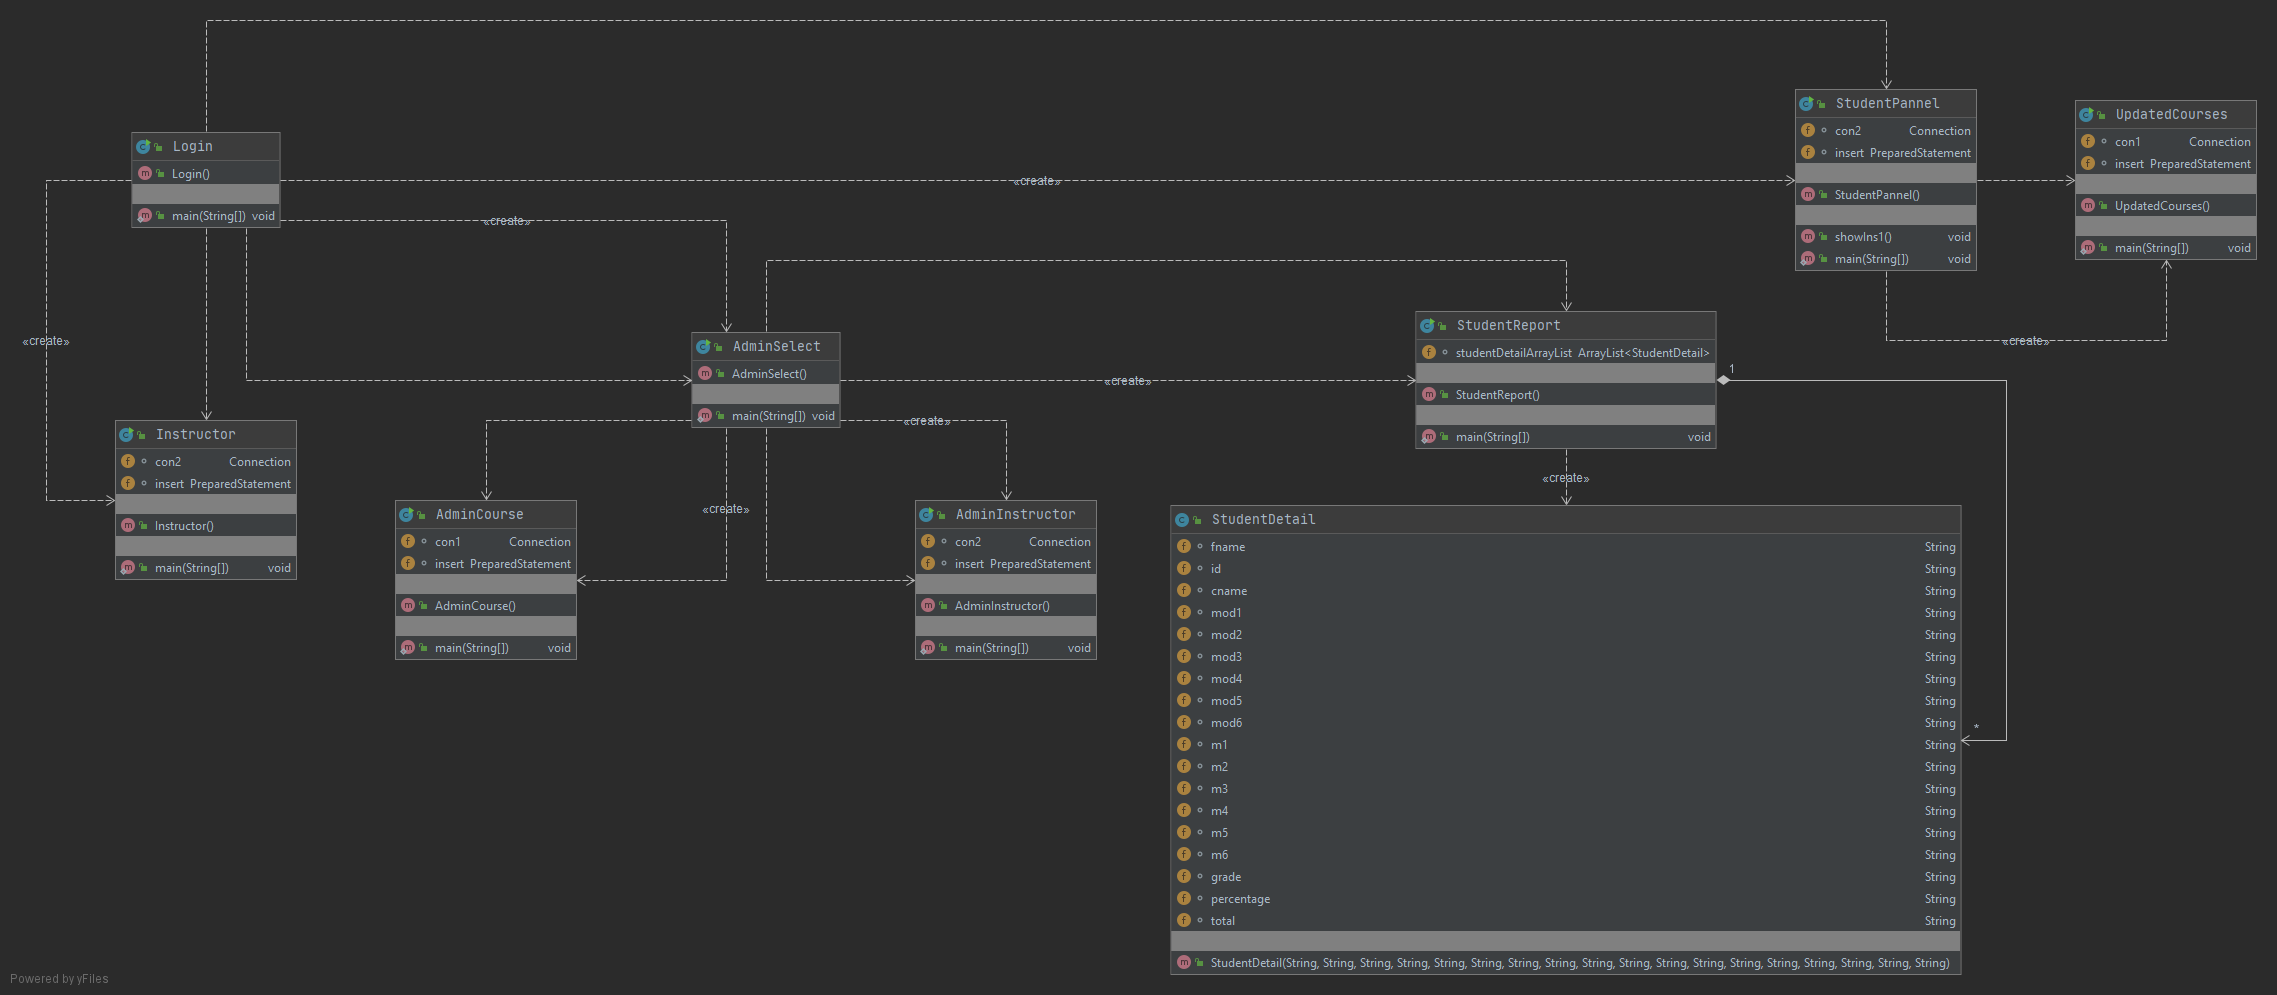 Login
Login()
main(String[]) void
«create»
«create»
«create»
StudentPannel
con2 Connection
insert PreparedStatement
StudentPannel()
showIns1() void
main(String[]) void
UpdatedCourses
con1 Connection
insert PreparedStatement
UpdatedCourses()
main(String[]) void
«create»
AdminSelect
AdminSelect()
main(String[]) void
«create»
«create»
«create»
StudentReport
studentDetailArrayList ArrayList<StudentDetail>
StudentReport()
main(String[]) void
1
*
«create»
Instructor
con2 Connection
insert PreparedStatement
Instructor()
main(String[]) void
AdminCourse
con1 Connection
insert PreparedStatement
AdminCourse()
main(String[]) void
AdminInstructor
con2 Connection
insert PreparedStatement
AdminInstructor()
main(String[]) void
StudentDetail
fname String
id String
cname String
mod1 String
mod2 String
mod3 String
mod4 String
mod5 String
mod6 String
m1 String
m2 String
m3 String
m4 String
m5 String
m6 String
grade String
percentage String
total String
StudentDetail(String, String, String, String, String, String, String, String, String, String, String, String, String, String, String, String, String, String)
Powered by yFiles